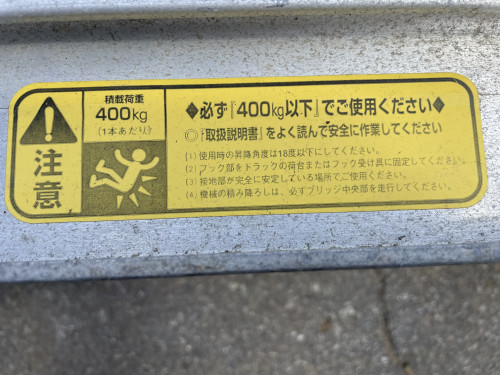 注意
積載荷重
400kg
(1本あたり)
◆必ず『400kg以下』でご使用ください◆
◎『取扱説明書』をよく読んで安全に作業してください
(1) 使用時の昇降角度は18度以下にしてください。
(2) フック部をトラックの荷台またはフック受け具に固定してください。
(3) 接地部が完全に安定している場所でご使用ください。
(4) 機械の積み降ろしは、必ずブリッジ中央部を走行してください。